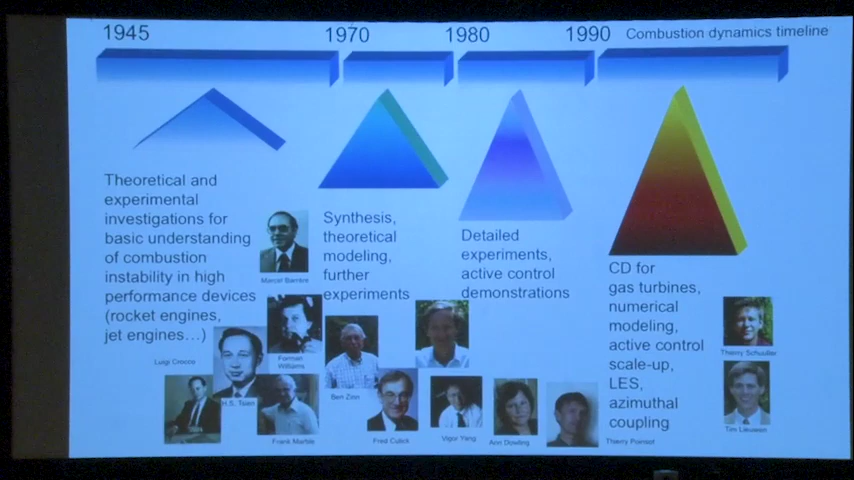 1945
1970
1980
1990
Combustion dynamics timeline
Theoretical and
experimental
investigations for
basic understanding
of combustion
instability in high
performance devices
(rocket engines,
jet engines…)
Synthesis,
theoretical
modeling,
further
experiments
Detailed
experiments,
active control
demonstrations
CD for
gas turbines,
numerical
modeling,
active control
scale-up,
LES,
azimuthal
coupling
Marcel Barrère
Luigi Crocco
Forman
Williams
H.S. Tsien
Frank Marble
Ben Zinn
Fred Culick
Vigor Yang
Ann Dowling
Thierry Poinsot
Thierry Schuller
Tim Lieuwen